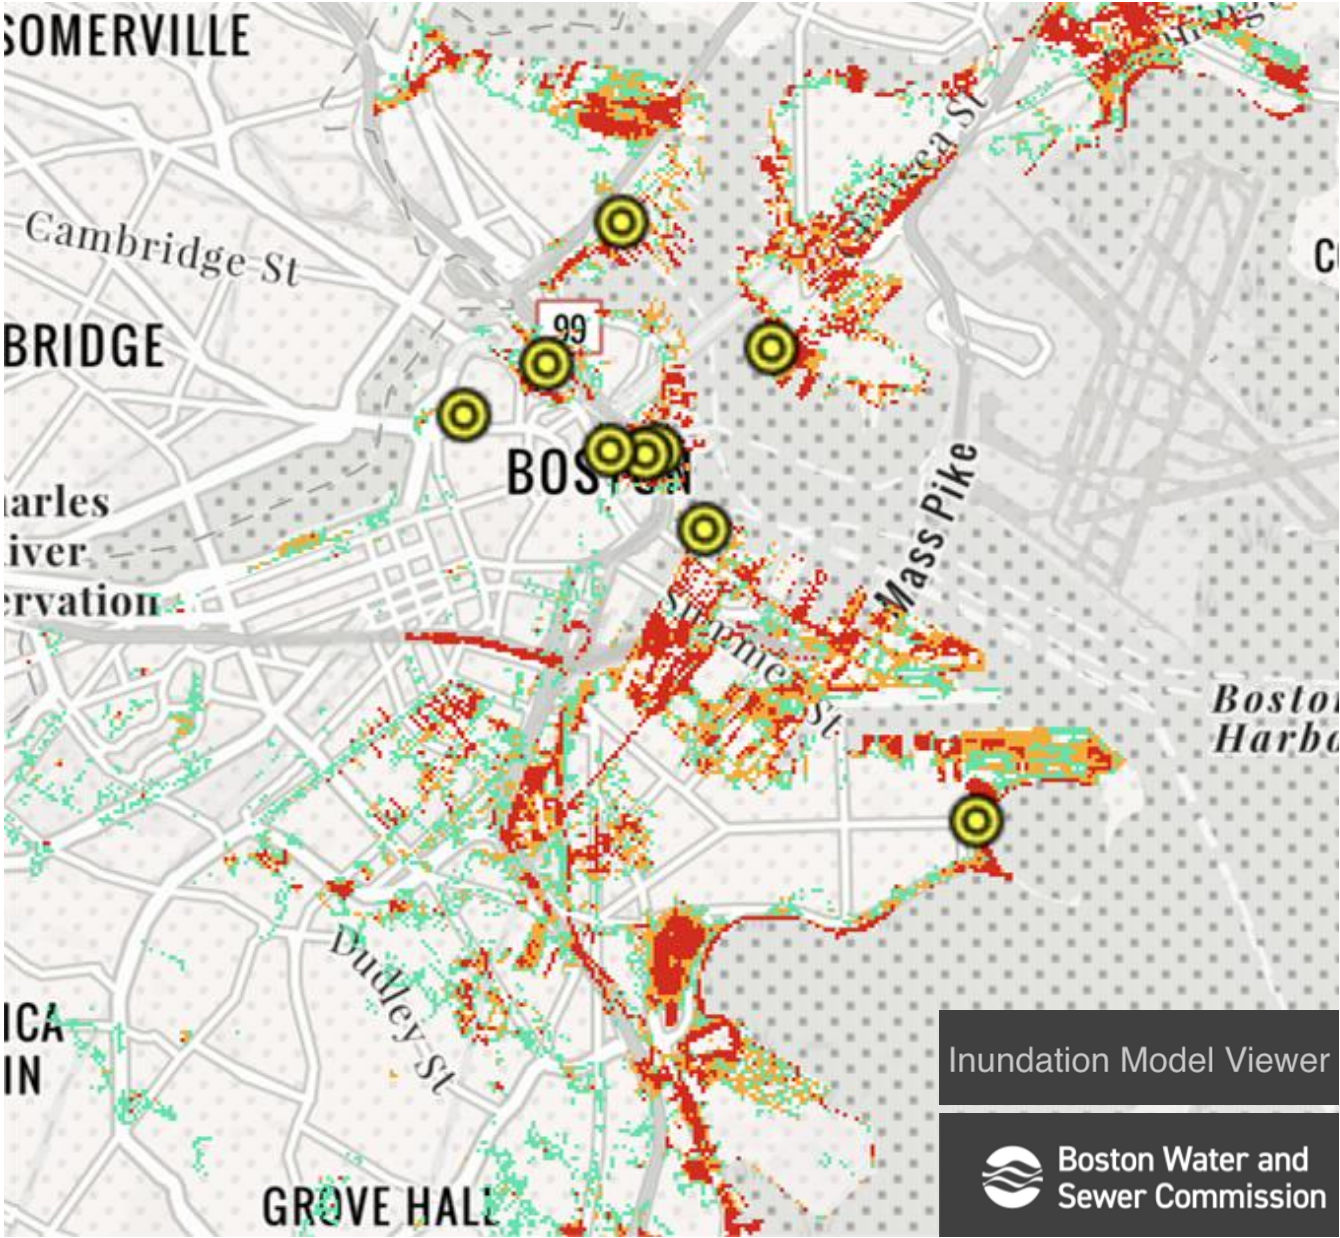 SOMERVILLE
Chelsea St
Cambridge St
99
BRIDGE
BOSTON
arles
iver
ervation
Mass Pike
Summer St
Bosto
Harbo
Dudley St
ICA
IN
GROVE HALL
Inundation Model Viewer
Boston Water and
Sewer Commission